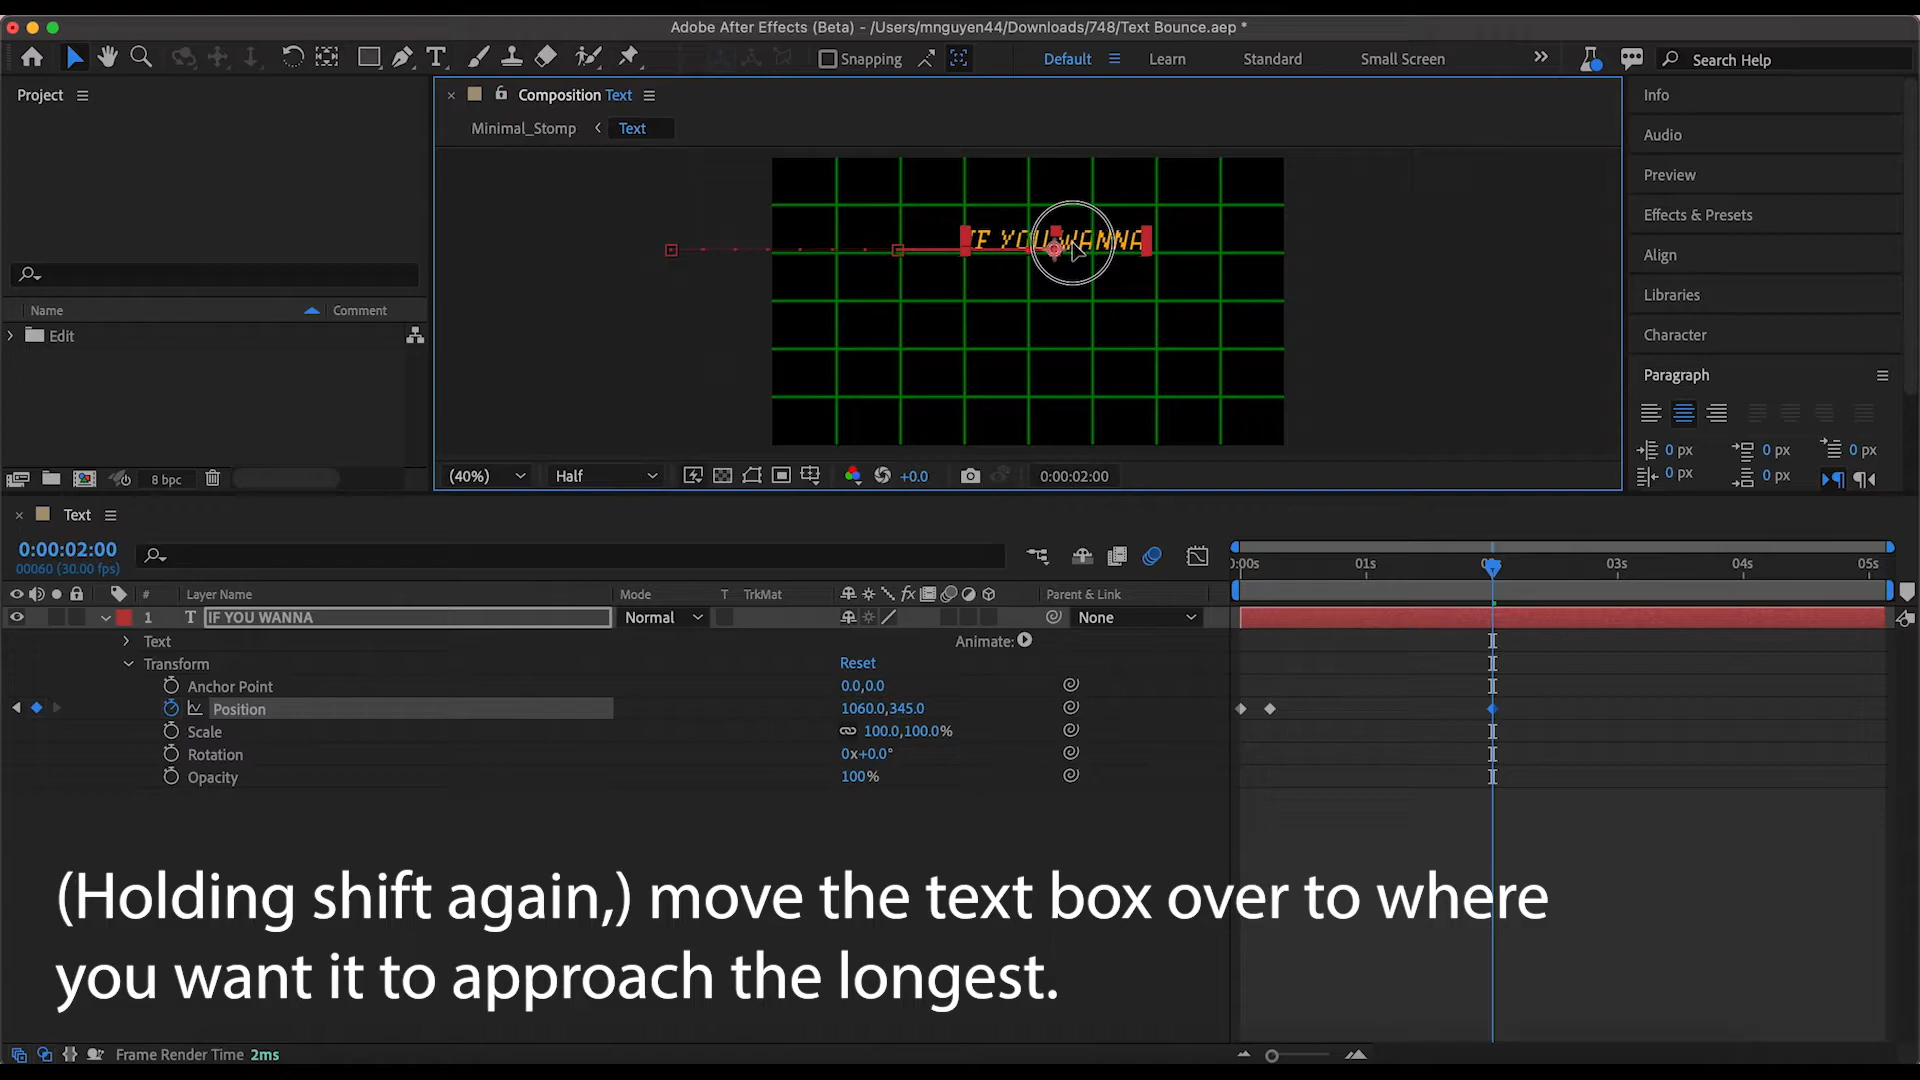 Adobe After Effects (Beta) - /Users/mnguyen44/Downloads/748/Text Bounce.aep *
Snapping
Default
Learn
Standard
Small Screen
Search Help
Project
Composition Text
Minimal_Stomp
Text
Info
Audio
Preview
Effects & Presets
Align
Libraries
Character
Paragraph
IF YOU WANNA
Name
Comment
Edit
0 px
0 px
0 px
0 px
0 px
8 bpc
(40%)
Half
+0.0
0:00:02:00
Text
0:00:02:00
00060 (30.00 fps)
01s
03s
04s
05s
#
Layer Name
Mode
T
TrkMat
fx
Parent & Link
1
T
IF YOU WANNA
Normal
None
Text
Animate:
Transform
Reset
Anchor Point
0.0,0.0
Position
1060.0,345.0
Scale
100.0,100.0%
Rotation
0x+0.0°
Opacity
100%
(Holding shift again,) move the text box over to where
you want it to approach the longest.
Frame Render Time 2ms